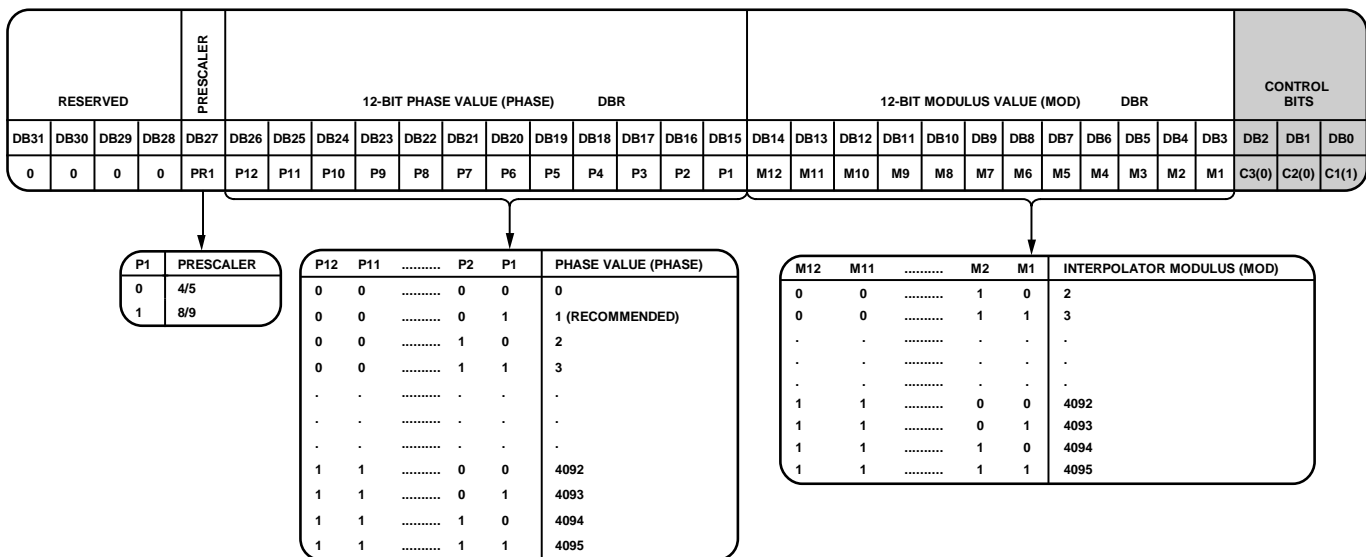 RESERVED
PRESCALER
12-BIT PHASE VALUE (PHASE) DBR
12-BIT MODULUS VALUE (MOD) DBR
CONTROL
BITS
DB31 DB30 DB29 DB28 DB27 DB26 DB25 DB24 DB23 DB22 DB21 DB20 DB19 DB18 DB17 DB16 DB15 DB14 DB13 DB12 DB11 DB10 DB9 DB8 DB7 DB6 DB5 DB4 DB3 DB2 DB1 DB0
0 0 0 0 PR1 P12 P11 P10 P9 P8 P7 P6 P5 P4 P3 P2 P1 M12 M11 M10 M9 M8 M7 M6 M5 M4 M3 M2 M1 C3(0) C2(0) C1(1)
P1 PRESCALER
0 4/5
1 8/9
P12 P11 .......... P2 P1 PHASE VALUE (PHASE)
0 0 .......... 0 0 0
0 0 .......... 0 1 1 (RECOMMENDED)
0 0 .......... 1 0 2
0 0 .......... 1 1 3
. . .......... . . .
. . .......... . . .
. . .......... . . .
1 1 .......... 0 0 4092
1 1 .......... 0 1 4093
1 1 .......... 1 0 4094
1 1 .......... 1 1 4095
M12 M11 .......... M2 M1 INTERPOLATOR MODULUS (MOD)
0 0 .......... 1 0 2
0 0 .......... 1 1 3
. . .......... . . .
. . .......... . . .
. . .......... . . .
1 1 .......... 0 0 4092
1 1 .......... 0 1 4093
1 1 .......... 1 0 4094
1 1 .......... 1 1 4095